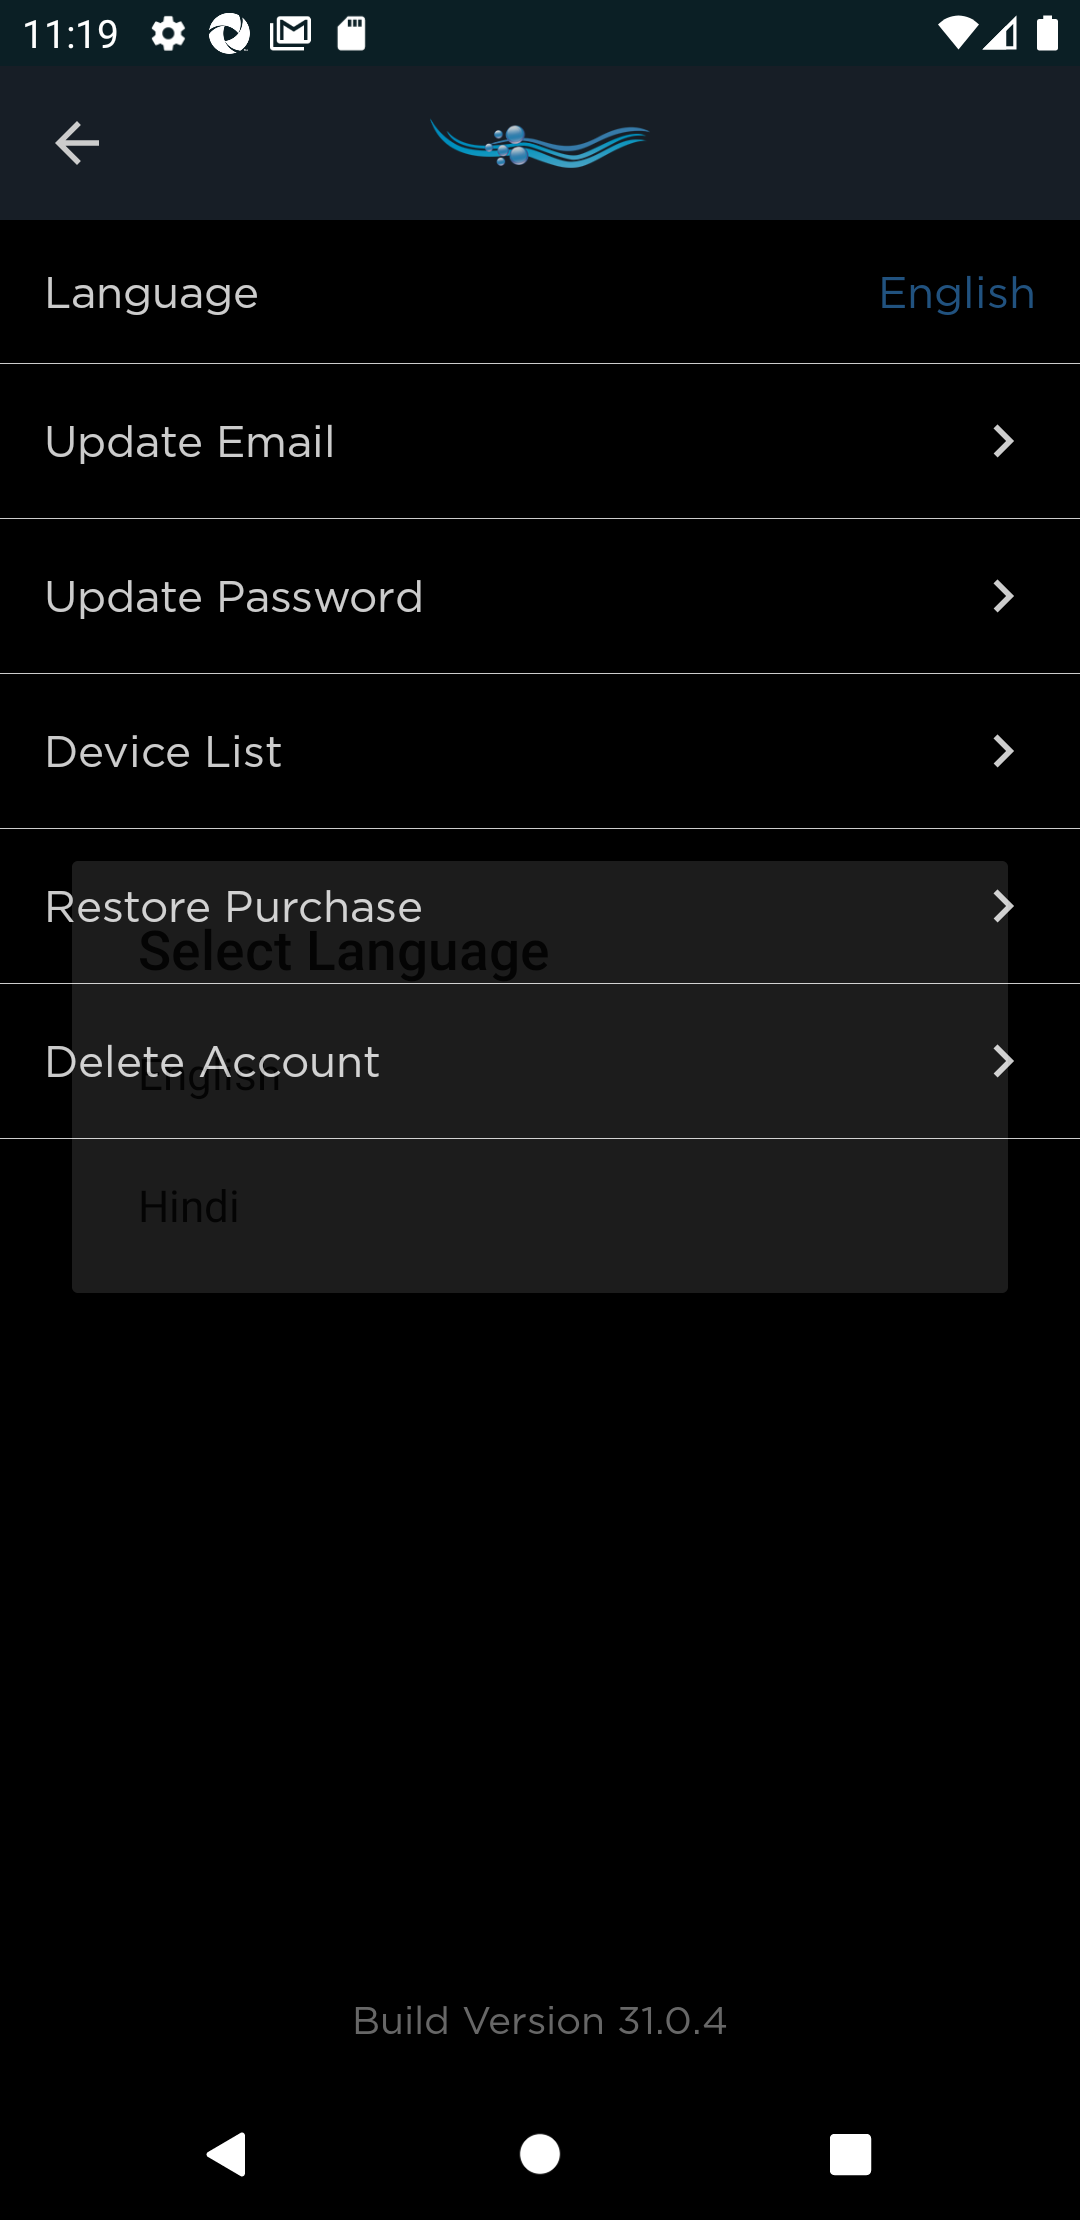 11:19
Language English
Update Email
Update Password
Device List
Restore Purchase
Select Language
Delete Account
English
Hindi
Build Version 31.0.4